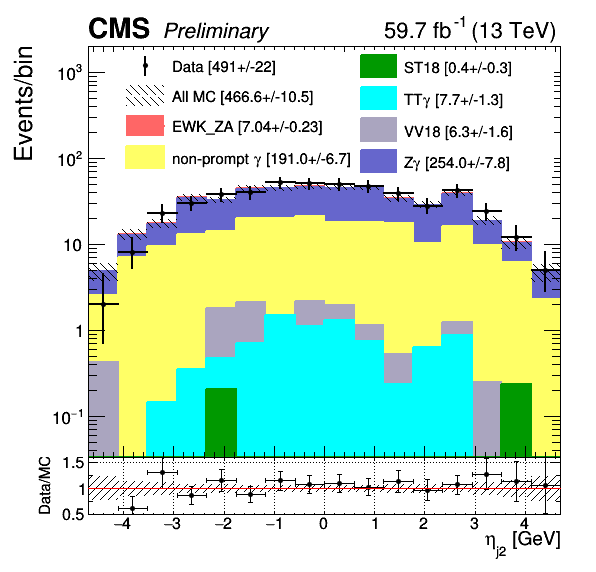 CMS Preliminary 59.7 fb⁻¹ (13 TeV)
Events/bin
10³
10²
10
1
10⁻¹
Data [491+/-22]
All MC [466.6+/-10.5]
EWK_ZA [7.04+/-0.23]
non-prompt γ [191.0+/-6.7]
ST18 [0.4+/-0.3]
TTγ [7.7+/-1.3]
VV18 [6.3+/-1.6]
Zγ [254.0+/-7.8]
Data/MC
1.5
1
0.5
−4 −3 −2 −1 0 1 2 3 4
η_j2 [GeV]